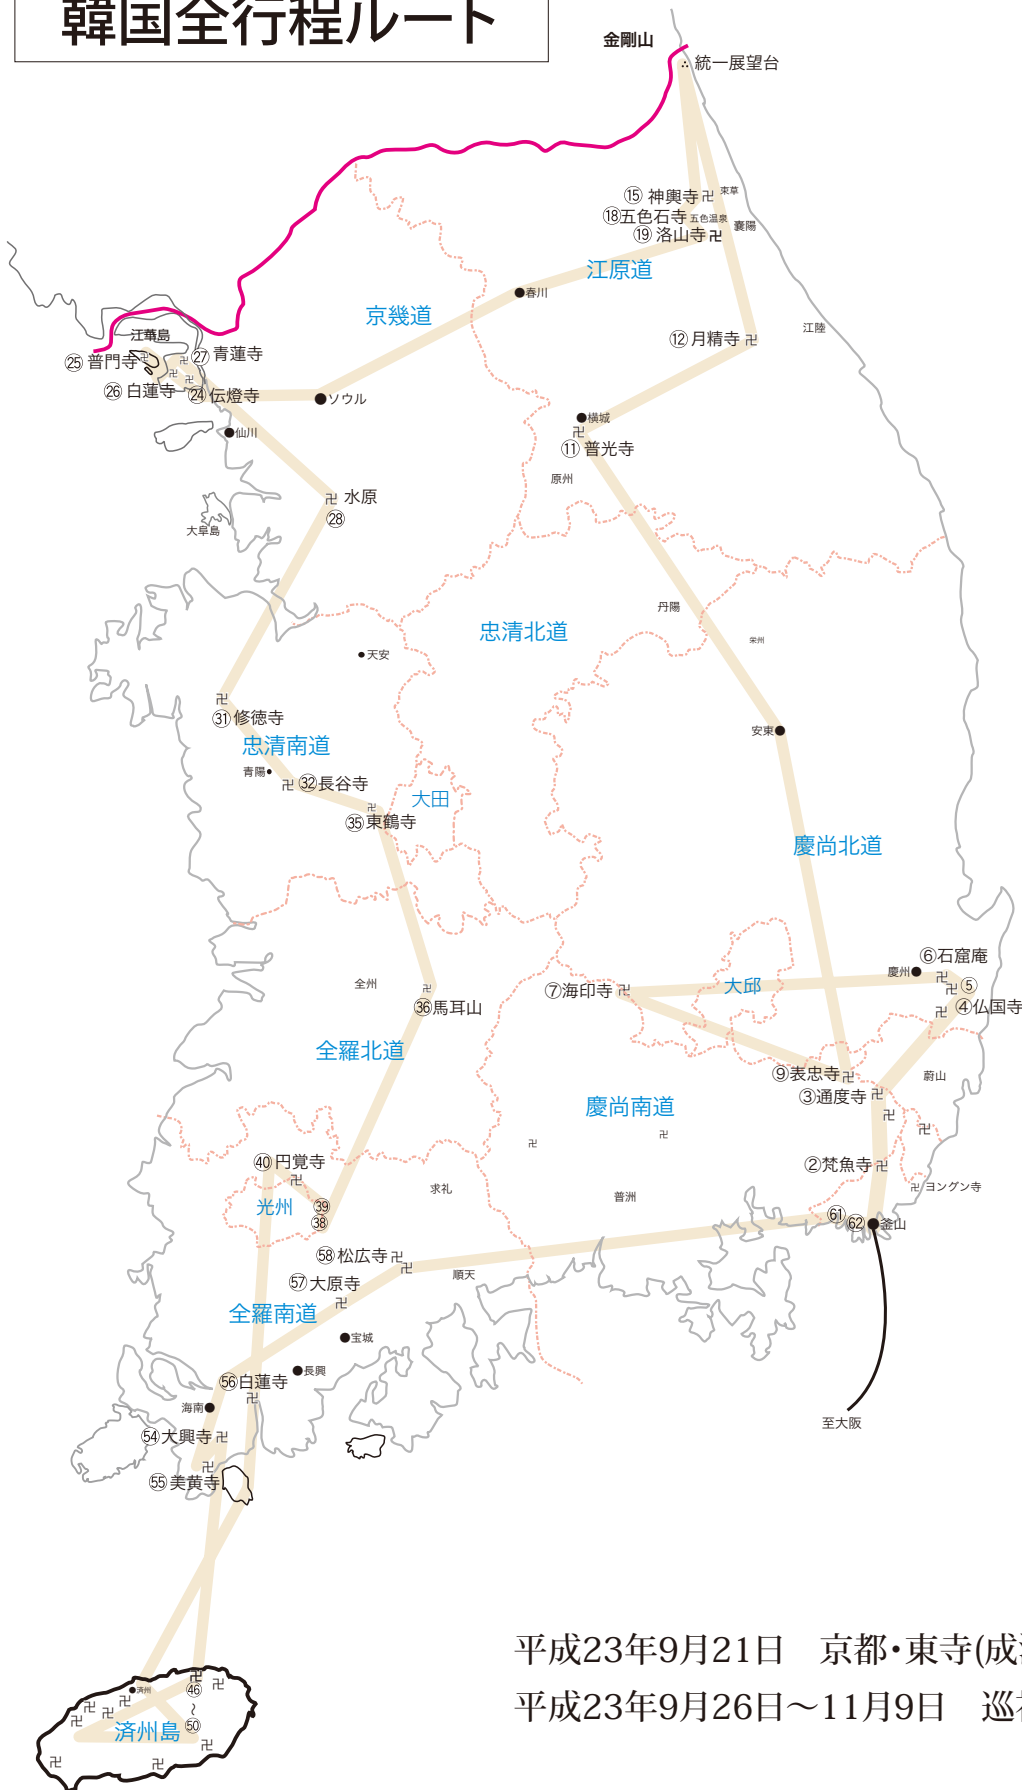 韓国全行程ルート
金剛山
統一展望台
⑮ 神興寺
束草
⑱五色石寺 五色温泉
襄陽
⑲ 洛山寺
江原道
春川
京幾道
江陸
江華島
⑫ 月精寺
㉗ 青蓮寺
㉕ 普門寺
㉖ 白蓮寺
㉔ 伝燈寺
ソウル
横城
仙川
⑪ 普光寺
原州
水原
㉘
大阜島
丹陽
忠清北道
栄州
天安
㉛ 修徳寺
安東
忠清南道
青陽
㉜長谷寺
大田
㉟東鶴寺
慶尚北道
⑥石窟庵
慶州
全州
⑦海印寺
大邱
⑤
㊱馬耳山
④仏国寺
全羅北道
⑨表忠寺
蔚山
③通度寺
慶尚南道
㊵ 円覚寺
②梵魚寺
求礼
普洲
ヨングン寺
光州
㊴
㊳
61
62
釜山
58 松広寺
順天
57 大原寺
全羅南道
宝城
長興
56白蓮寺
海南
至大阪
54大興寺
55 美黄寺
平成23年9月21日　京都・東寺(成
平成23年9月26日～11月9日　巡
済州
㊻
～
㊿
済州島